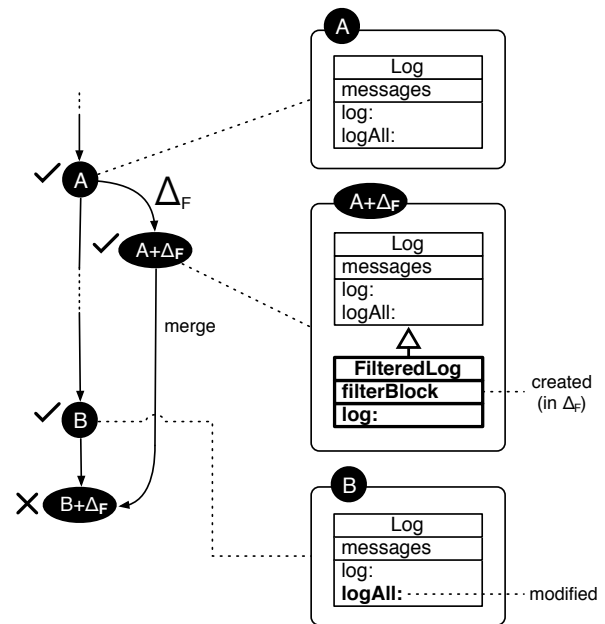 A
Log
messages
log:
logAll:
A
ΔF
A+ΔF
A+ΔF
Log
messages
log:
logAll:
merge
FilteredLog
filterBlock
log:
created
(in ΔF)
B
B
B+ΔF
Log
messages
log:
logAll:
modified